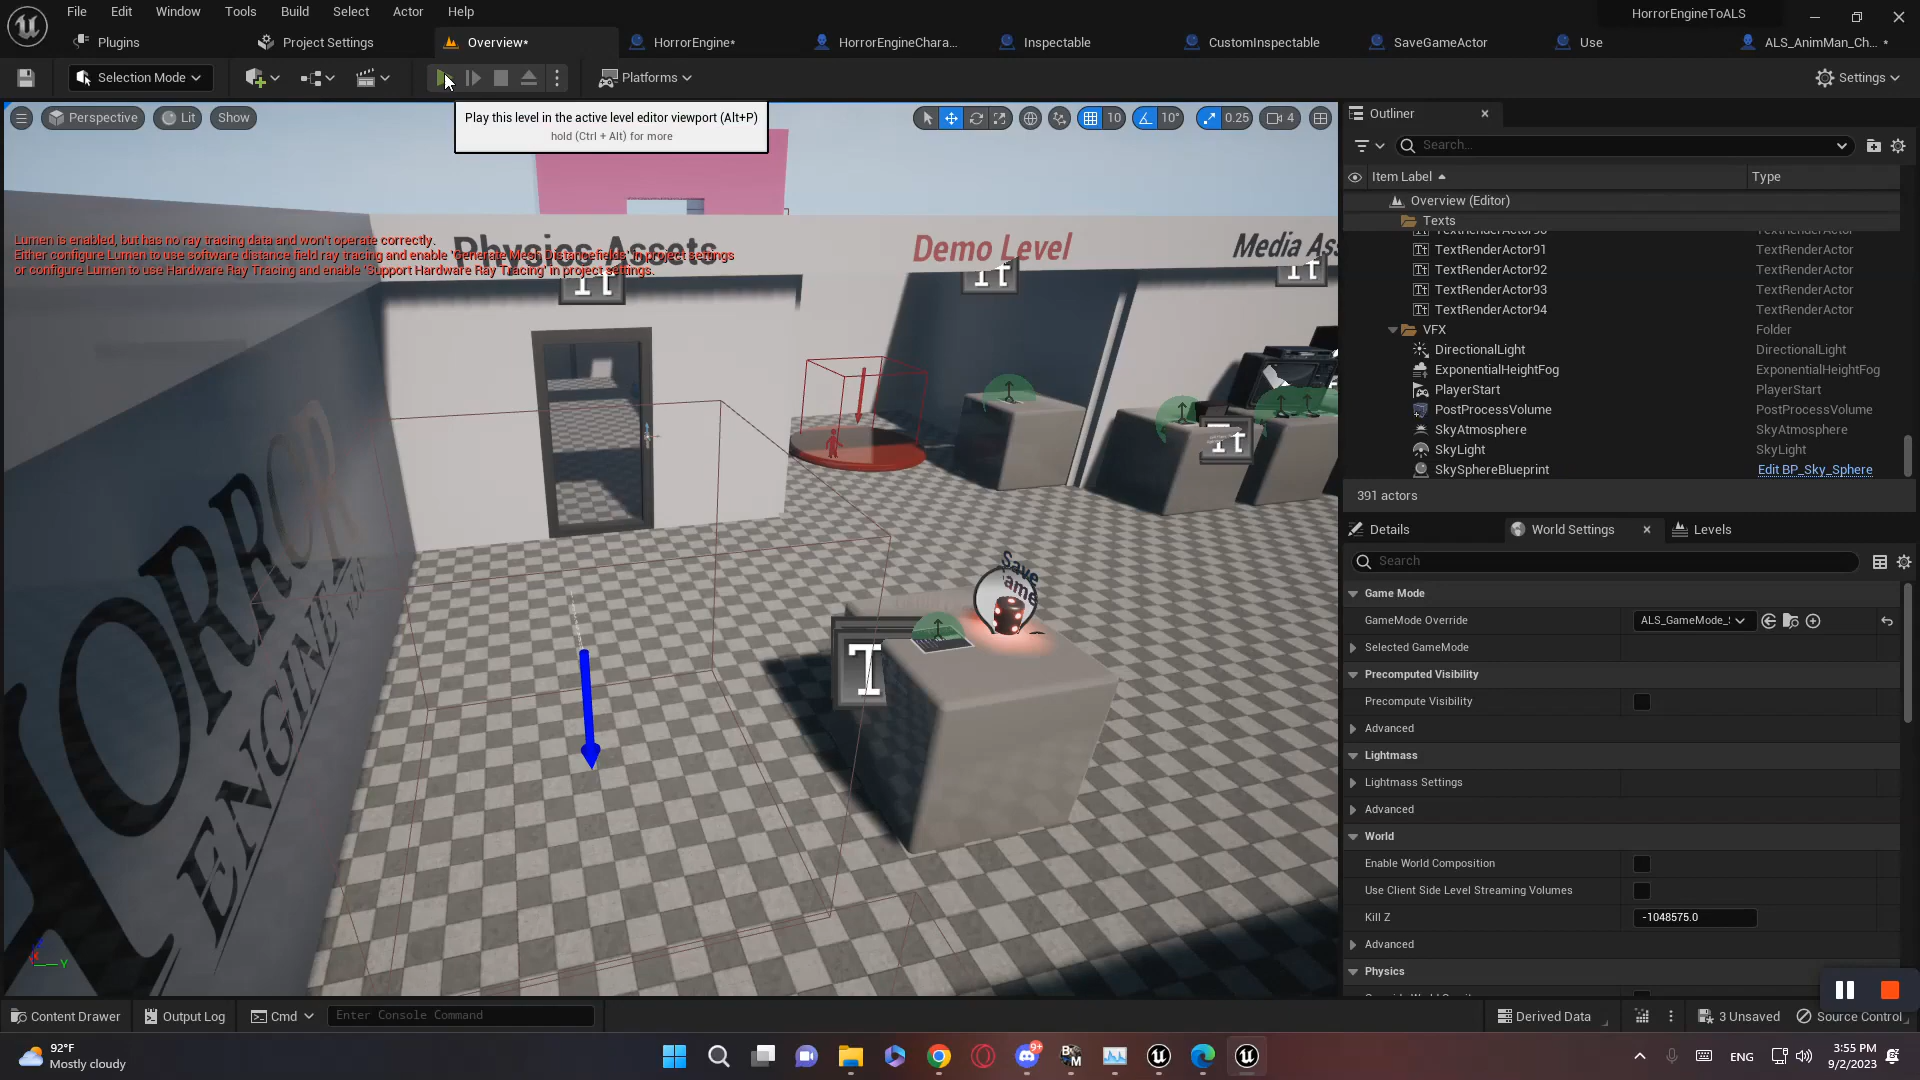 File Edit Window Tools Build Select Actor Help
HorrorEngineToALS
Plugins Project Settings Overview* HorrorEngine* HorrorEngineChara... Inspectable CustomInspectable SaveGameActor Use ALS_AnimMan_Ch... *
Selection Mode Platforms Settings
Perspective Lit Show 10 10° 0.25 4
Play this level in the active level editor viewport (Alt+P)
hold (Ctrl + Alt) for more
Lumen is enabled, but has no ray tracing data and won't operate correctly.
Either configure Lumen to use software distance field ray tracing and enable 'Generate Mesh Distancefields' in project settings
or configure Lumen to use Hardware Ray Tracing and enable 'Support Hardware Ray Tracing' in project settings.
Physics Assets
Demo Level
Media As
Tt
Tt
Tt
Tt
Save
Game
T
HORROR
ENGINE
Outliner
Search...
Item Label Type
Overview (Editor)
Texts
TextRenderActor90 TextRenderActor
TextRenderActor91 TextRenderActor
TextRenderActor92 TextRenderActor
TextRenderActor93 TextRenderActor
TextRenderActor94 TextRenderActor
VFX Folder
DirectionalLight DirectionalLight
ExponentialHeightFog ExponentialHeightFog
PlayerStart PlayerStart
PostProcessVolume PostProcessVolume
SkyAtmosphere SkyAtmosphere
SkyLight SkyLight
SkySphereBlueprint Edit BP_Sky_Sphere
391 actors
Details World Settings Levels
Search
Game Mode
GameMode Override ALS_GameMode_
Selected GameMode
Precomputed Visibility
Precompute Visibility
Advanced
Lightmass
Lightmass Settings
Advanced
World
Enable World Composition
Use Client Side Level Streaming Volumes
Kill Z -1048575.0
Advanced
Physics
Y
Content Drawer Output Log Cmd Enter Console Command Derived Data 3 Unsaved Source Control
92°F
Mostly cloudy
9+
ENG
3:55 PM
9/2/2023